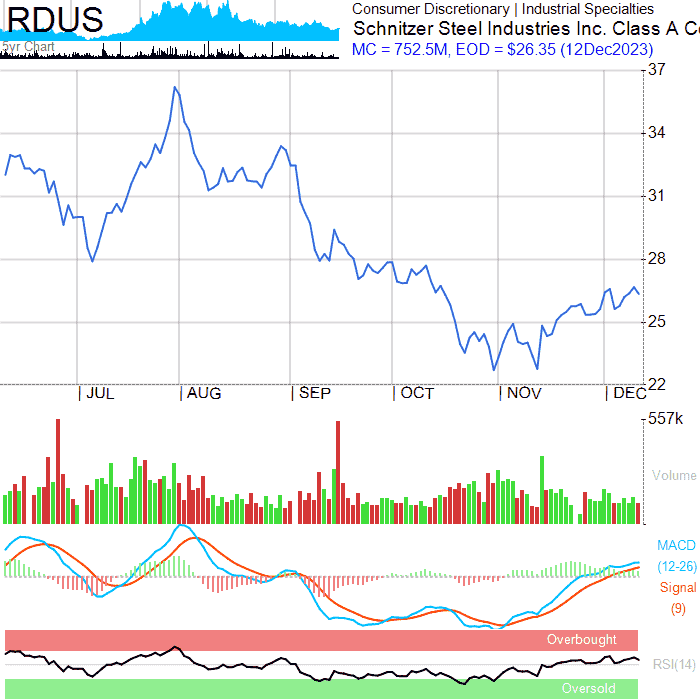 RDUS
5yr Chart
Consumer Discretionary | Industrial Specialties
Schnitzer Steel Industries Inc. Class A Co
MC = 752.5M, EOD = $26.35 (12Dec2023)
37
34
31
28
25
22
JUL
AUG
SEP
OCT
NOV
DEC
557k
Volume
MACD
(12-26)
Signal
(9)
Overbought
RSI(14)
Oversold